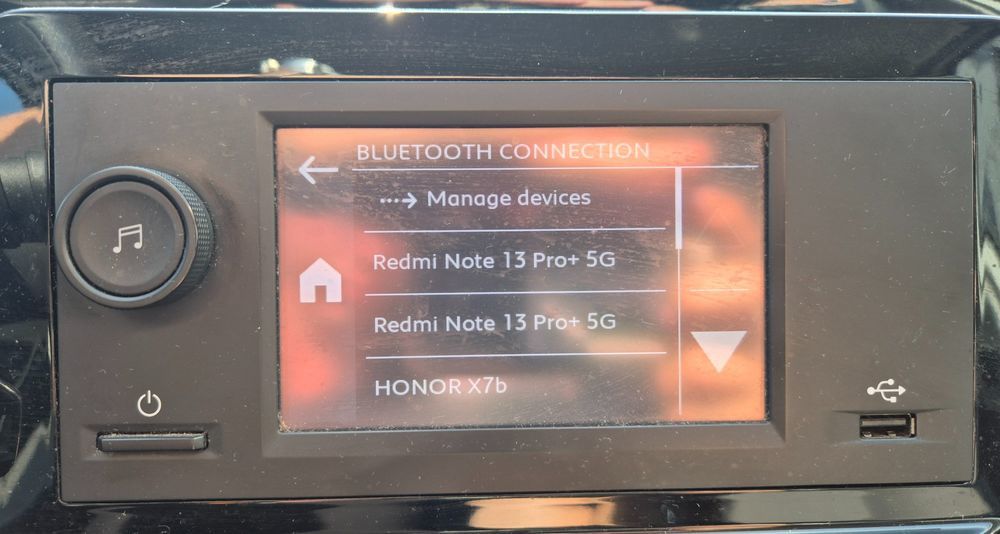 BLUETOOTH CONNECTION
Manage devices
Redmi Note 13 Pro+ 5G
Redmi Note 13 Pro+ 5G
HONOR X7b